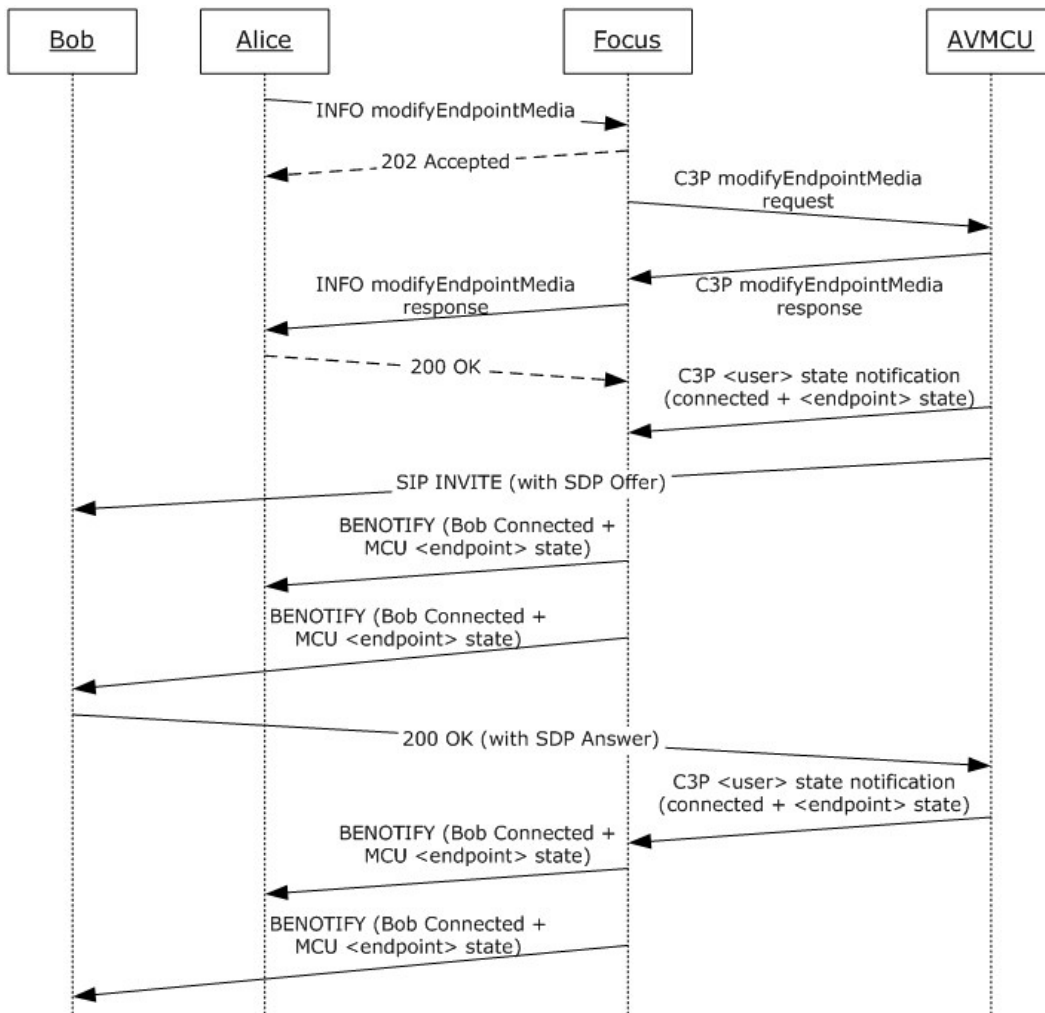 Bob
Alice
Focus
AVMCU
INFO modifyEndpointMedia
202 Accepted
C3P modifyEndpointMedia
request
INFO modifyEndpointMedia
response
C3P modifyEndpointMedia
response
200 OK
C3P <user> state notification
(connected + <endpoint> state)
SIP INVITE (with SDP Offer)
BENOTIFY (Bob Connected +
MCU <endpoint> state)
BENOTIFY (Bob Connected +
MCU <endpoint> state)
200 OK (with SDP Answer)
C3P <user> state notification
(connected + <endpoint> state)
BENOTIFY (Bob Connected +
MCU <endpoint> state)
BENOTIFY (Bob Connected +
MCU <endpoint> state)